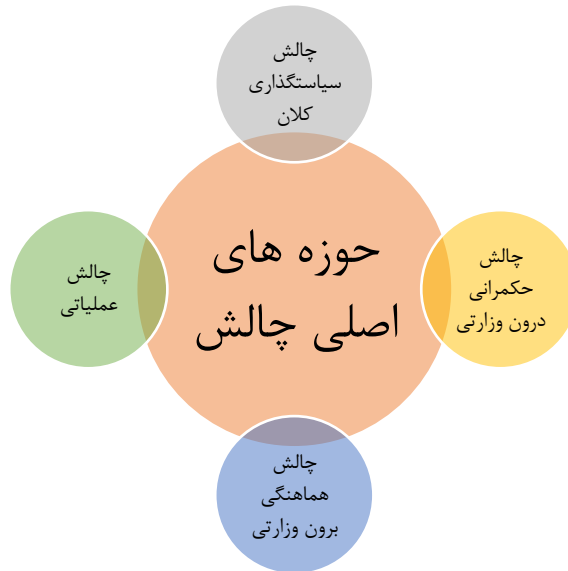 چالش
سیاستگذاری
کلان
حوزه های
اصلی چالش
چالش
حکمرانی
درون وزارتی
چالش
عملیاتی
چالش
هماهنگی
برون وزارتی